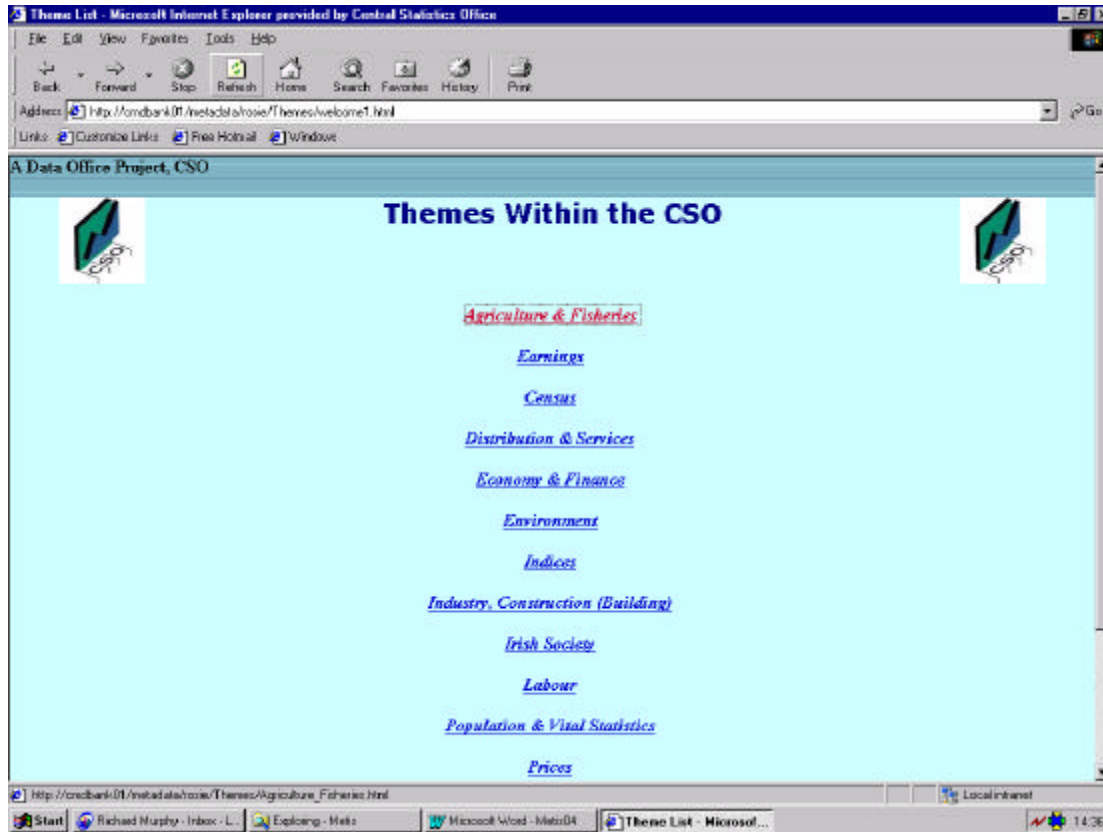 Theme List - Microsoft Internet Explorer provided by Central Statistics Office
File Edit View Favorites Tools Help
Back Forward Stop Refresh Home Search Favorites History Print
Address http://cmdbank01/metadata/rosie/Themes/welcome1.html Go
Links Customize Links Free Hotmail Windows
A Data Office Project, CSO
Themes Within the CSO
CSO CSO
Agriculture & Fisheries
Earnings
Census
Distribution & Services
Economy & Finance
Environment
Indices
Industry, Construction (Building)
Irish Society
Labour
Population & Vital Statistics
Prices
http://cmdbank01/metadata/rosie/Themes/Agriculture_Fisheries.html Local intranet
Start Richard Murphy - Inbox - L... Exploring - Metis Microsoft Word - Metis04 Theme List - Microsof... 14:36